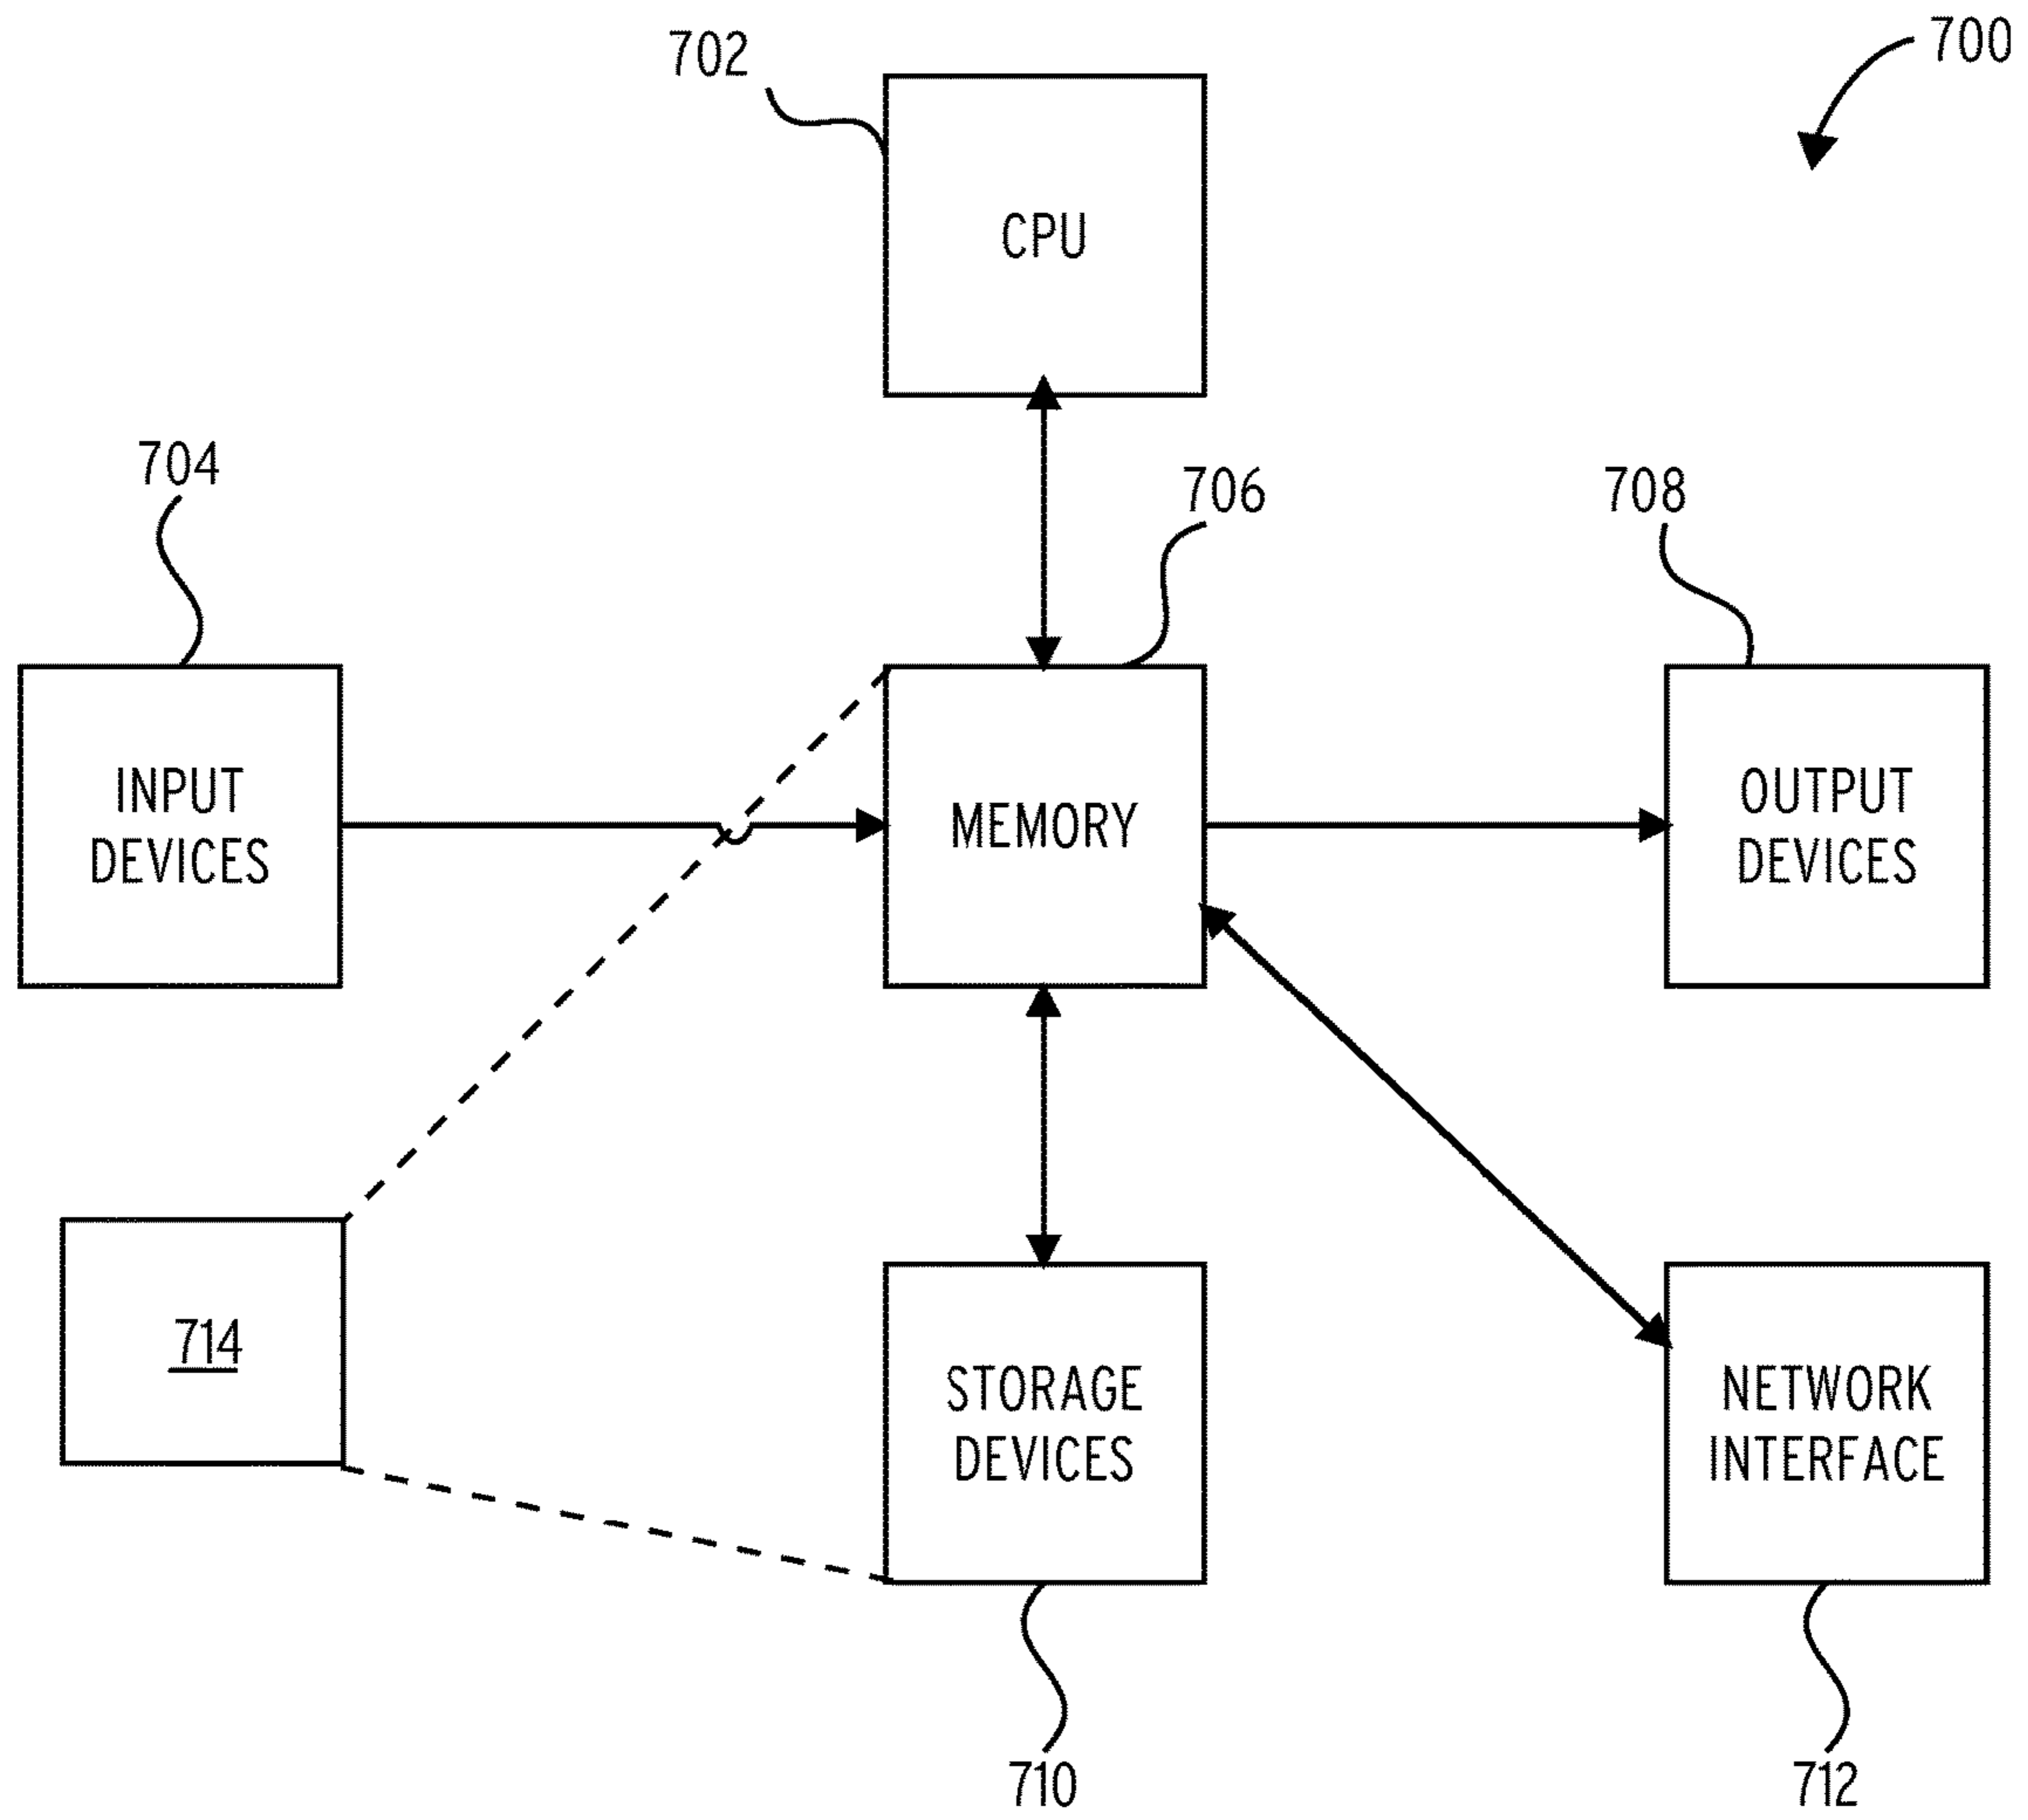 700
702
CPU
704
706
708
INPUT
DEVICES
MEMORY
OUTPUT
DEVICES
714
STORAGE
DEVICES
NETWORK
INTERFACE
710
712